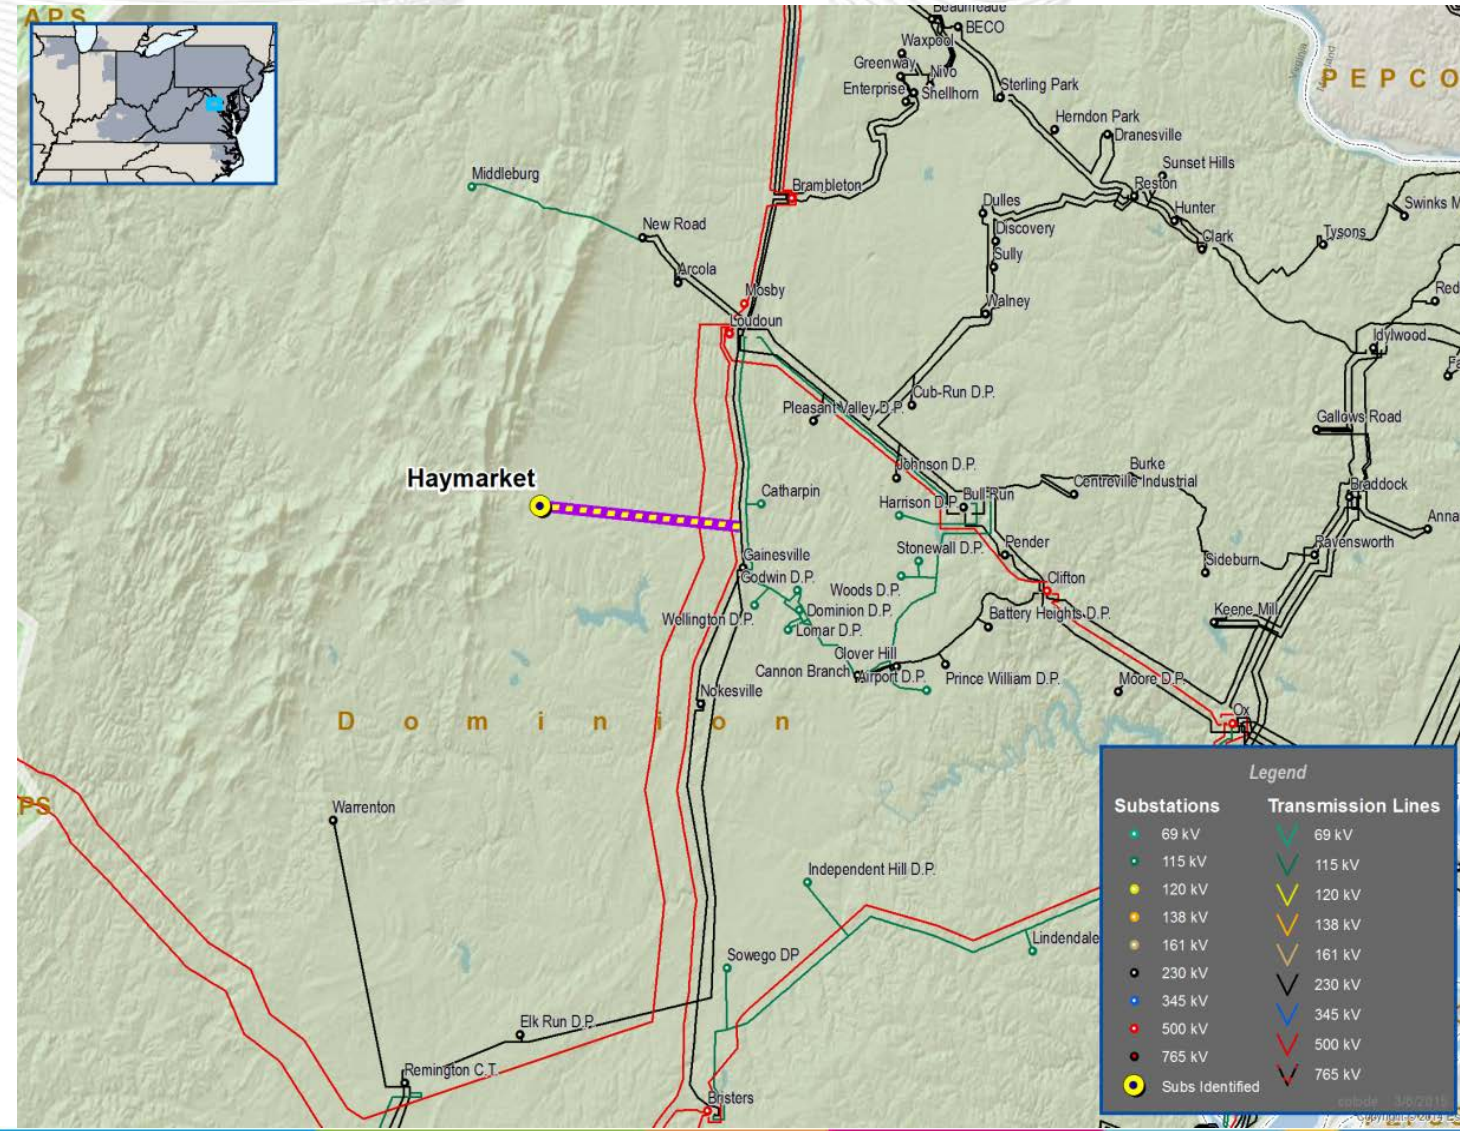 APS
BECO
Waxpool
Greenway
Nivo
Enterprise
Shellhorn
Sterling Park
PEPCO
Virginia
Herndon Park
Dranesville
Sunset Hills
Middleburg
Brambleton
Reston
Dulles
Hunter
Swinks M
New Road
Discovery
Clark
Tysons
Sully
Arcola
Mosby
Walney
Red
Loudoun
Idylwood
Cub-Run D.P.
Pleasant Valley D.P.
Gallows Road
Johnson D.P.
Burke
Haymarket
Centreville Industrial
Braddock
Catharpin
Bull Run
Harrison D.P.
Anna
Stonewall D.P.
Pender
Ravensworth
Gainesville
Sideburn
Godwin D.P.
Clifton
Woods D.P.
Dominion D.P.
Battery Heights D.P.
Keene Mill
Wellington D.P.
Lomar D.P.
Clover Hill
Cannon Branch
Airport D.P.
Prince William D.P.
Moore D.P.
Nokesville
Ox
Dominion
PS
Warrenton
Independent Hill D.P.
Lindendale
Sowego DP
Elk Run D.P.
Remington C.T.
Bristers
Legend
Substations
69 kV
115 kV
120 kV
138 kV
161 kV
230 kV
345 kV
500 kV
765 kV
Subs Identified
Transmission Lines
69 kV
115 kV
120 kV
138 kV
161 kV
230 kV
345 kV
500 kV
765 kV